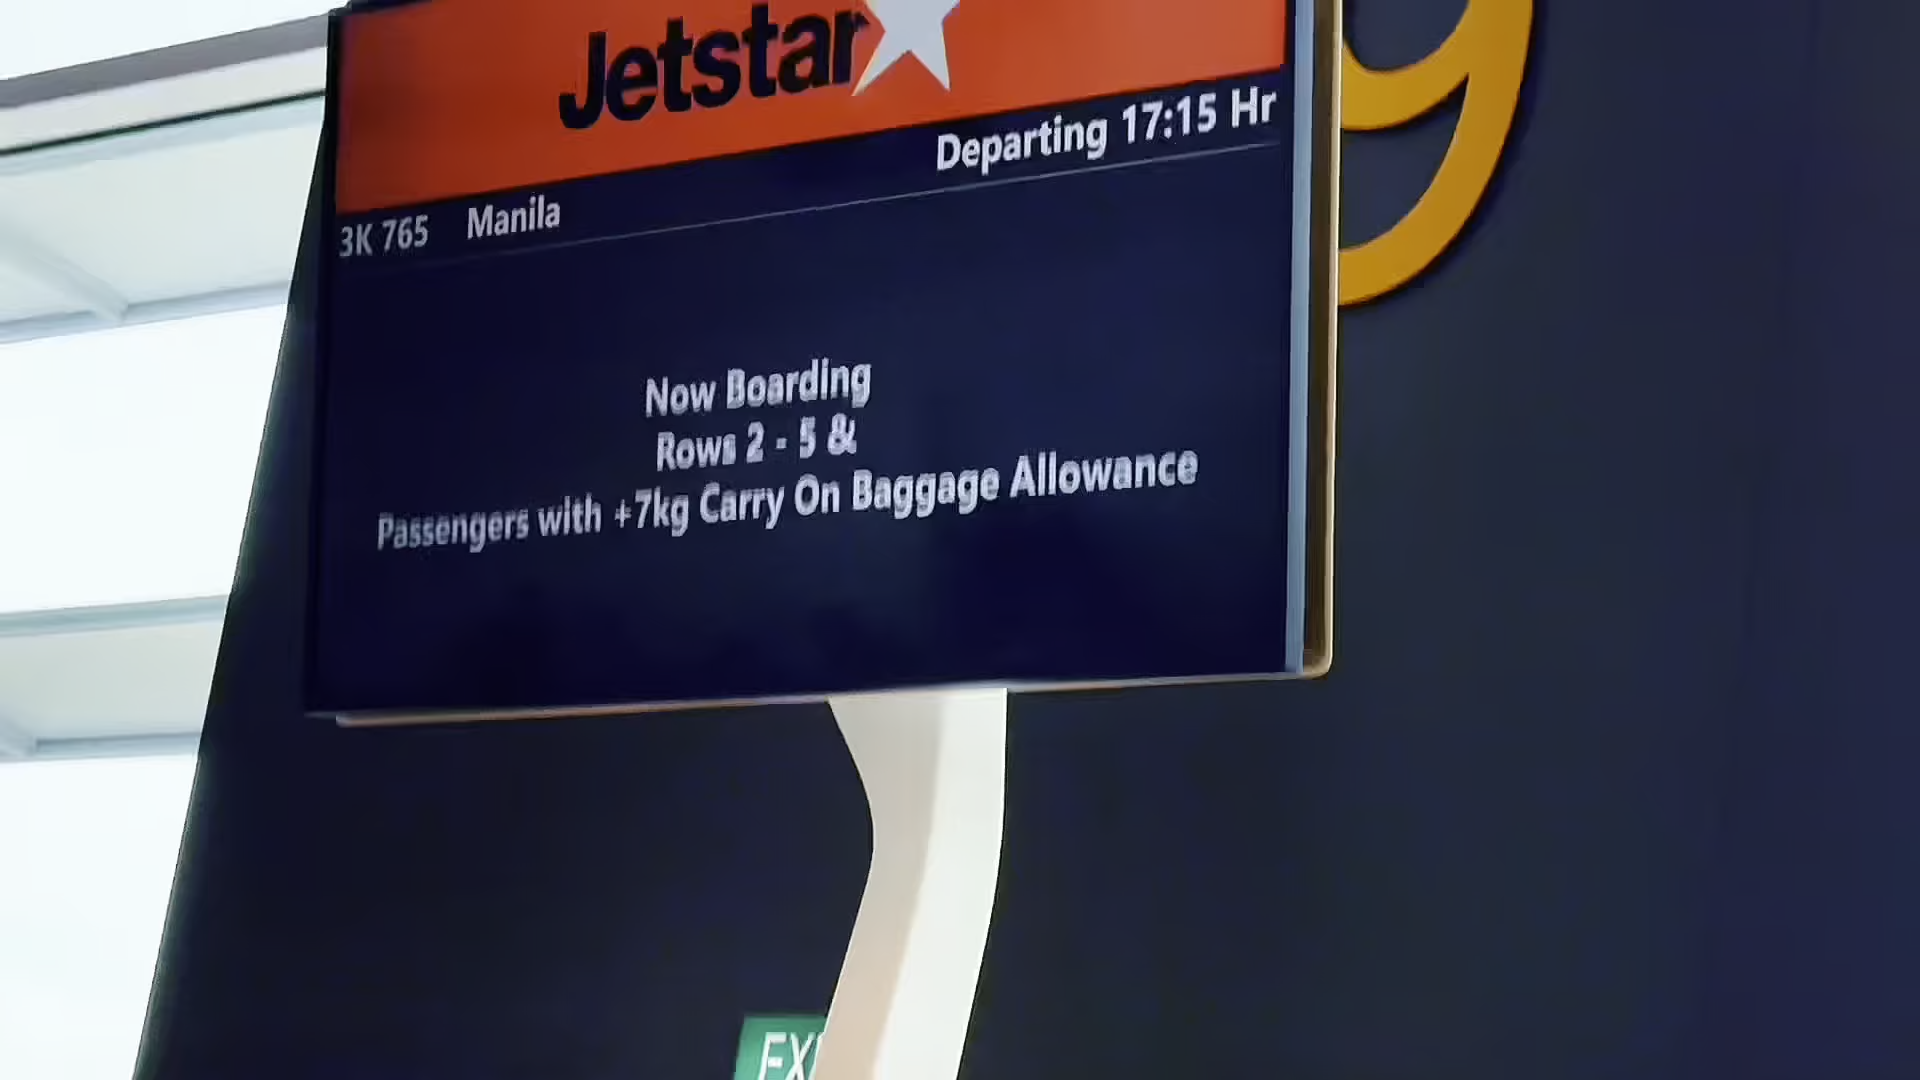 Jetstar
Departing 17:15 Hr
3K 765 Manila
Now Boarding
Rows 2 - 5 &
Passengers with +7kg Carry On Baggage Allowance
9